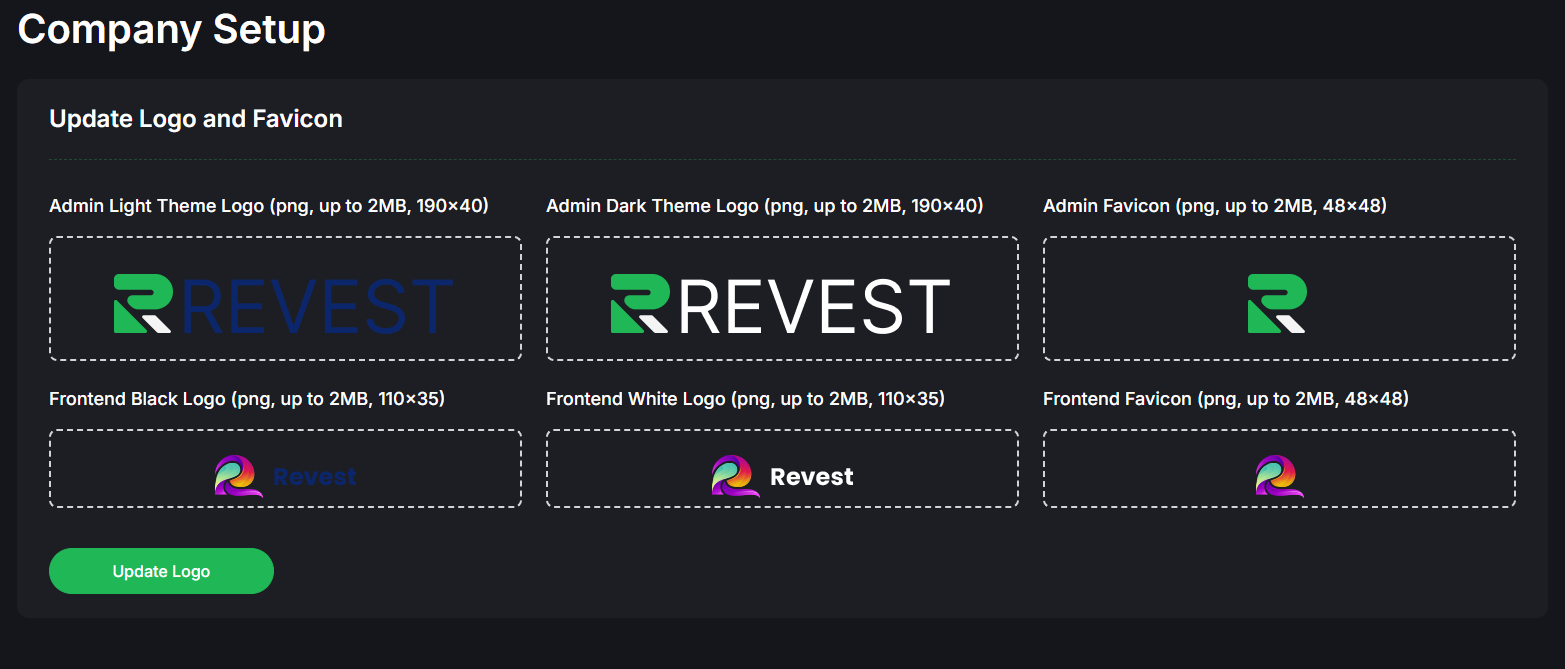 Company Setup
Update Logo and Favicon
Admin Light Theme Logo (png, up to 2MB, 190×40)
Admin Dark Theme Logo (png, up to 2MB, 190×40)
Admin Favicon (png, up to 2MB, 48×48)
REVEST
REVEST
Frontend Black Logo (png, up to 2MB, 110×35)
Frontend White Logo (png, up to 2MB, 110×35)
Frontend Favicon (png, up to 2MB, 48×48)
Revest
Revest
Update Logo